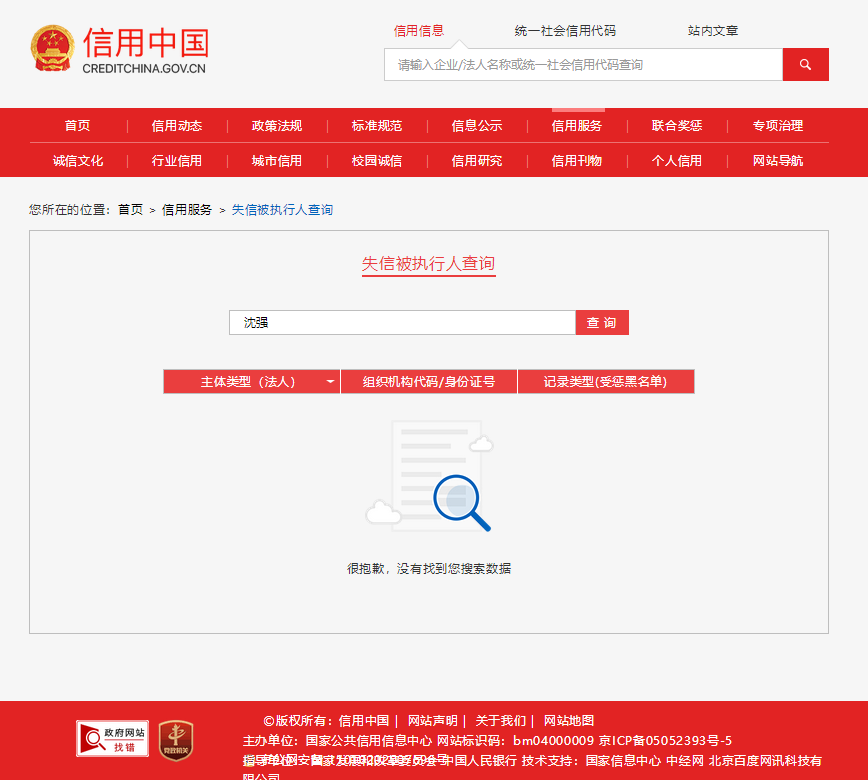 信用中国
CREDITCHINA.GOV.CN
信用信息 统一社会信用代码 站内文章
请输入企业/法人名称或统一社会信用代码查询
首页 信用动态 政策法规 标准规范 信息公示 信用服务 联合奖惩 专项治理
诚信文化 行业信用 城市信用 校园诚信 信用研究 信用刊物 个人信用 网站导航
您所在的位置：首页 > 信用服务 > 失信被执行人查询
失信被执行人查询
沈强 查 询
主体类型（法人） 组织机构代码/身份证号 记录类型(受惩黑名单)
很抱歉，没有找到您搜索数据
©版权所有：信用中国 | 网站声明 | 关于我们 | 网站地图
政府网站
找错
党政机关
主办单位：国家公共信用信息中心 网站标识码：bm04000009 京ICP备05052393号-5
国家发展和改革委员会 中国人民银行 技术支持：国家信息中心 中经网 北京百度网讯科技有
限公司